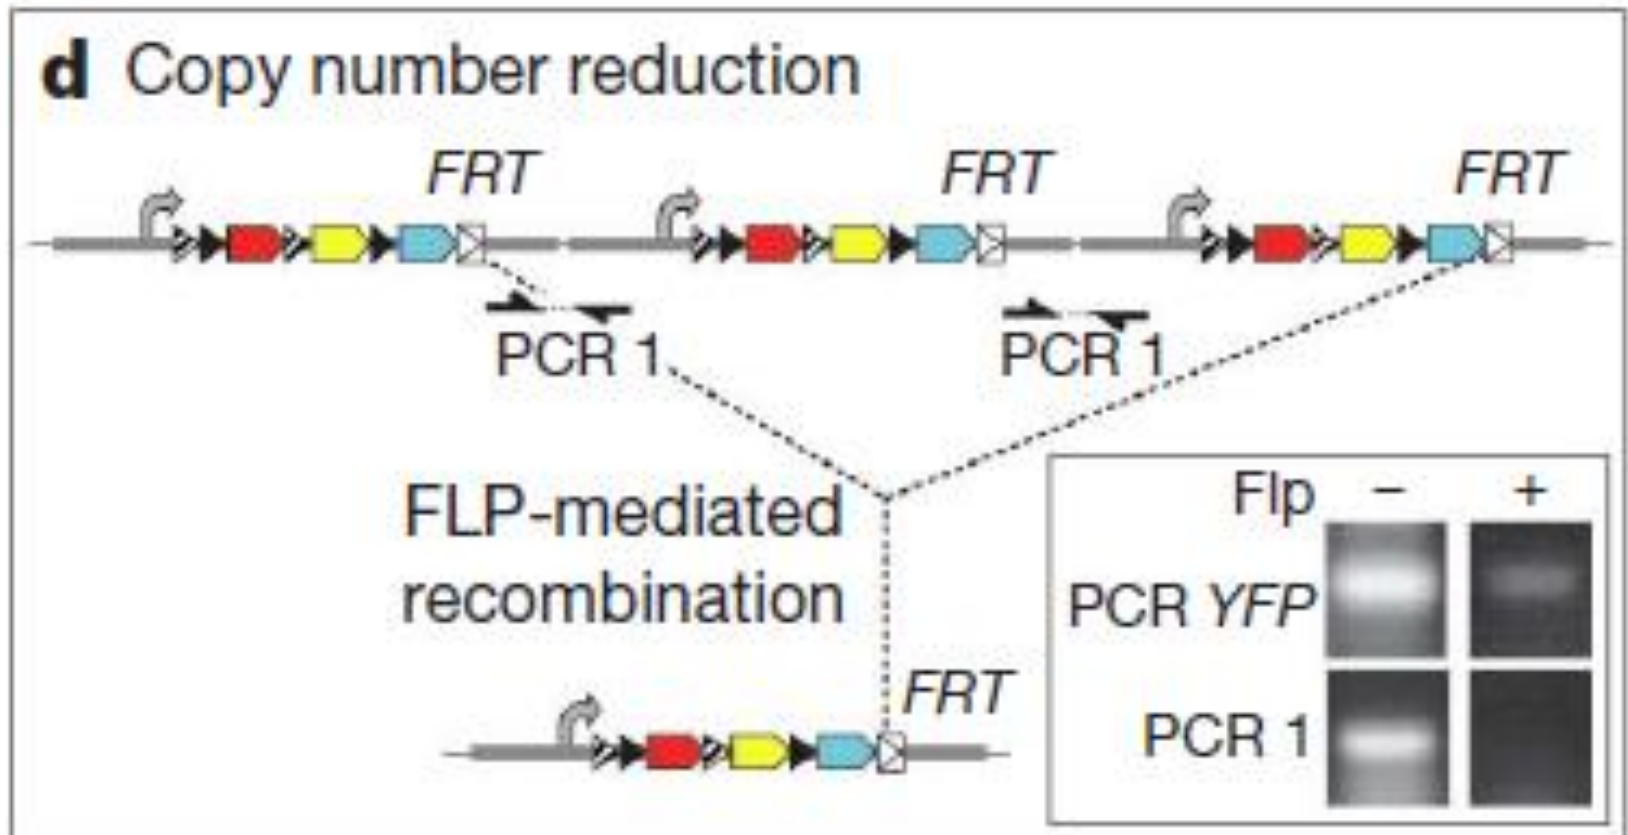 d Copy number reduction
FRT FRT FRT
PCR 1 PCR 1
FLP-mediated
recombination
FRT
Flp − +
PCR YFP
PCR 1